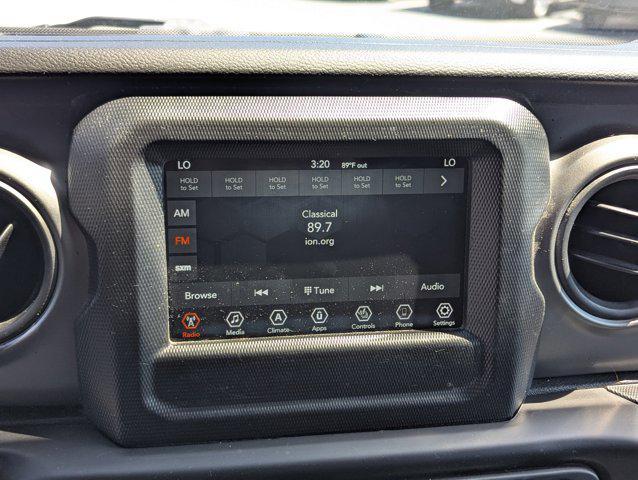 LO 3:20 89°F out LO
HOLD to Set HOLD to Set HOLD to Set HOLD to Set HOLD to Set HOLD to Set
AM
Classical
89.7
FM
ion.org
sxm
Browse Tune Audio
Radio Media Climate Apps Controls Phone Settings